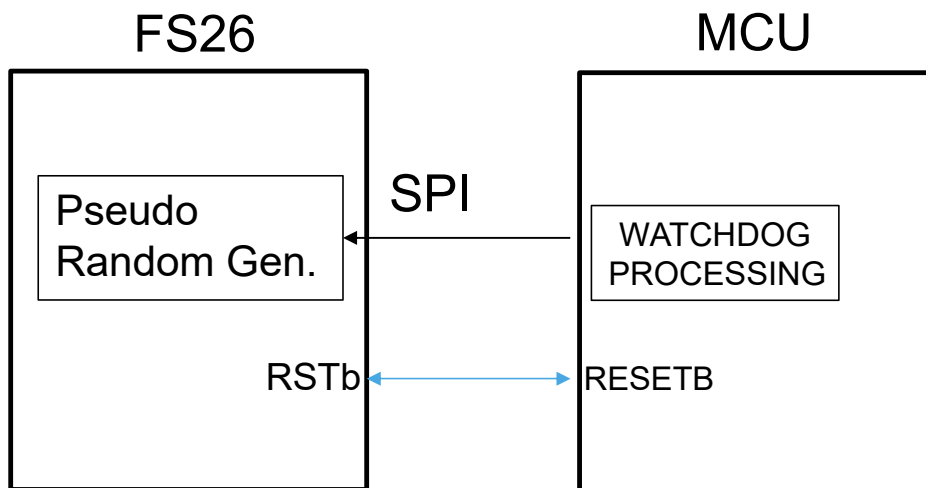 FS26
MCU
Pseudo
Random Gen.
SPI
WATCHDOG
PROCESSING
RSTb
RESETB